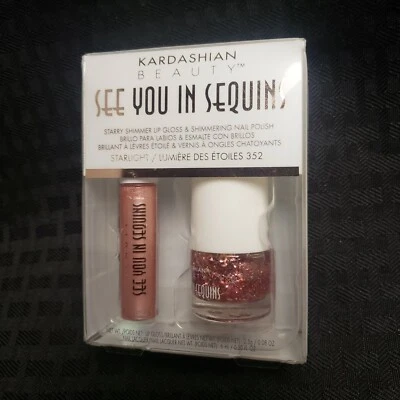 KARDASHIAN
BEAUTY™
SEE YOU IN SEQUINS
STARRY SHIMMER LIP GLOSS & SHIMMERING NAIL POLISH
BRILLO PARA LABIOS & ESMALTE CON BRILLOS
BRILLANT À LÈVRES ÉTOILÉ & VERNIS À ONGLES CHATOYANTS
STARLIGHT / LUMIÈRE DES ÉTOILES 352
SEE YOU IN SEQUINS
SEQUINS